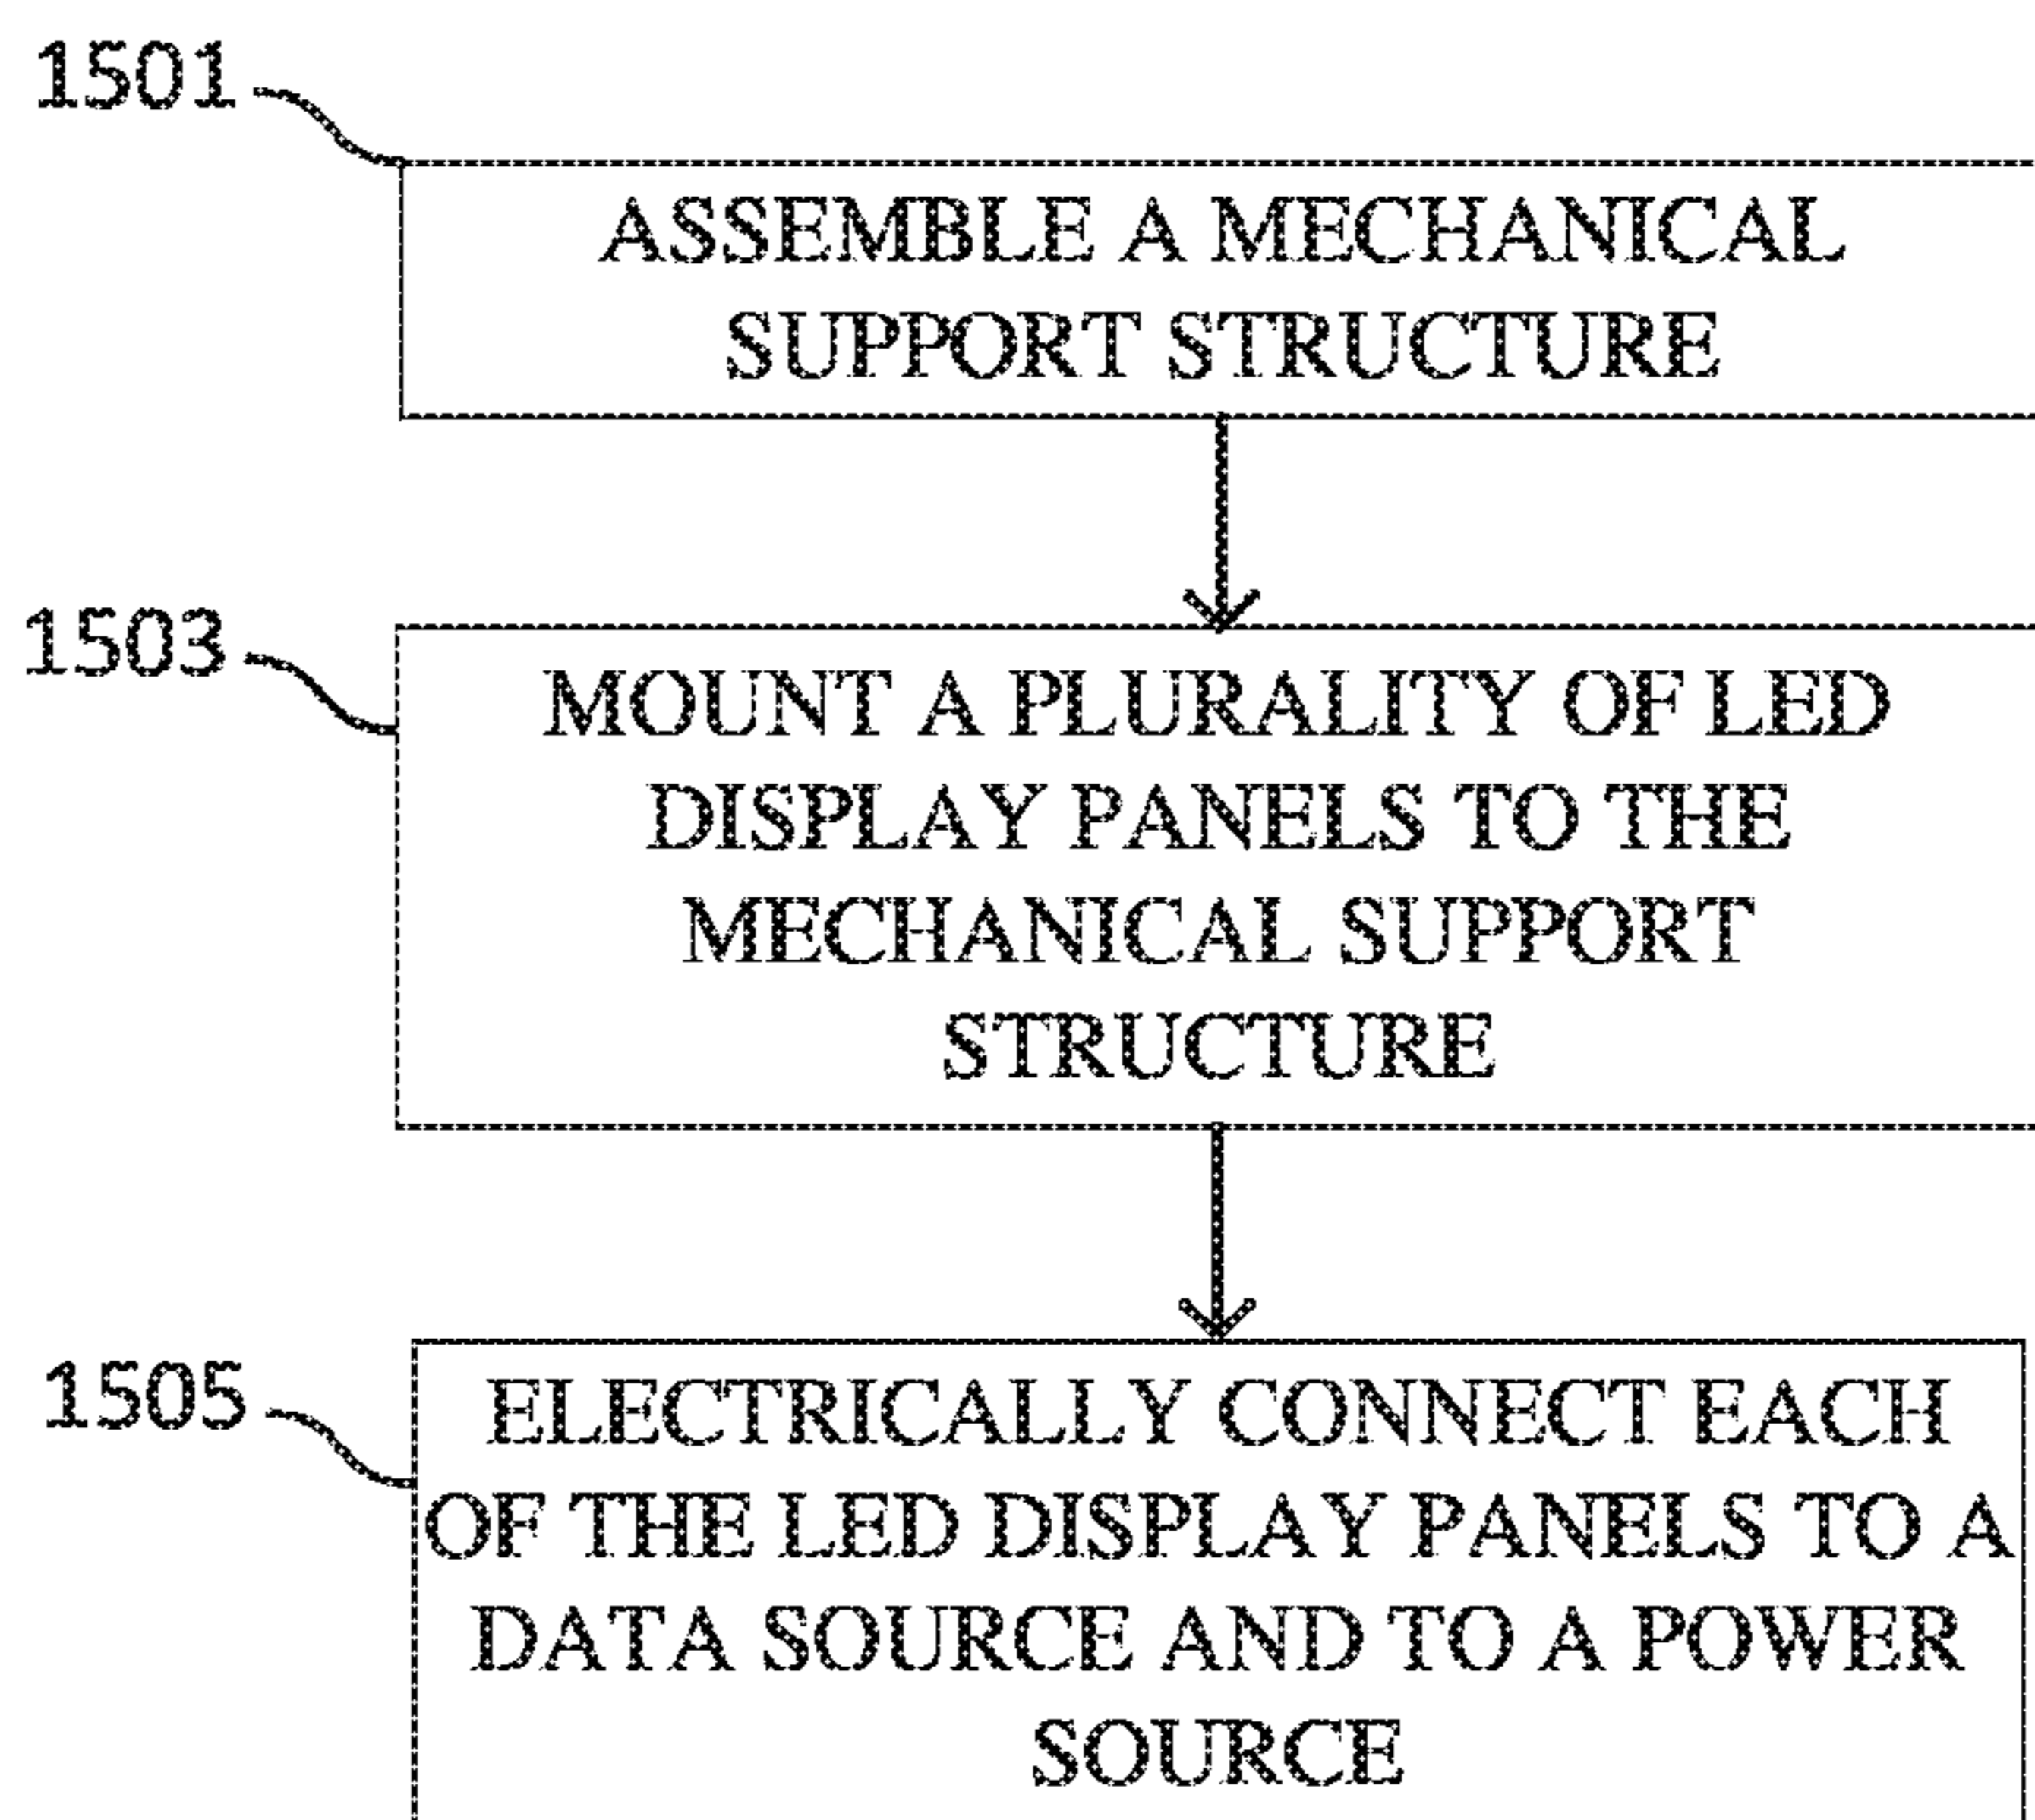 1501
ASSEMBLE A MECHANICAL
SUPPORT STRUCTURE
1503
MOUNT A PLURALITY OF LED
DISPLAY PANELS TO THE
MECHANICAL SUPPORT
STRUCTURE
1505
ELECTRICALLY CONNECT EACH
OF THE LED DISPLAY PANELS TO A
DATA SOURCE AND TO A POWER
SOURCE